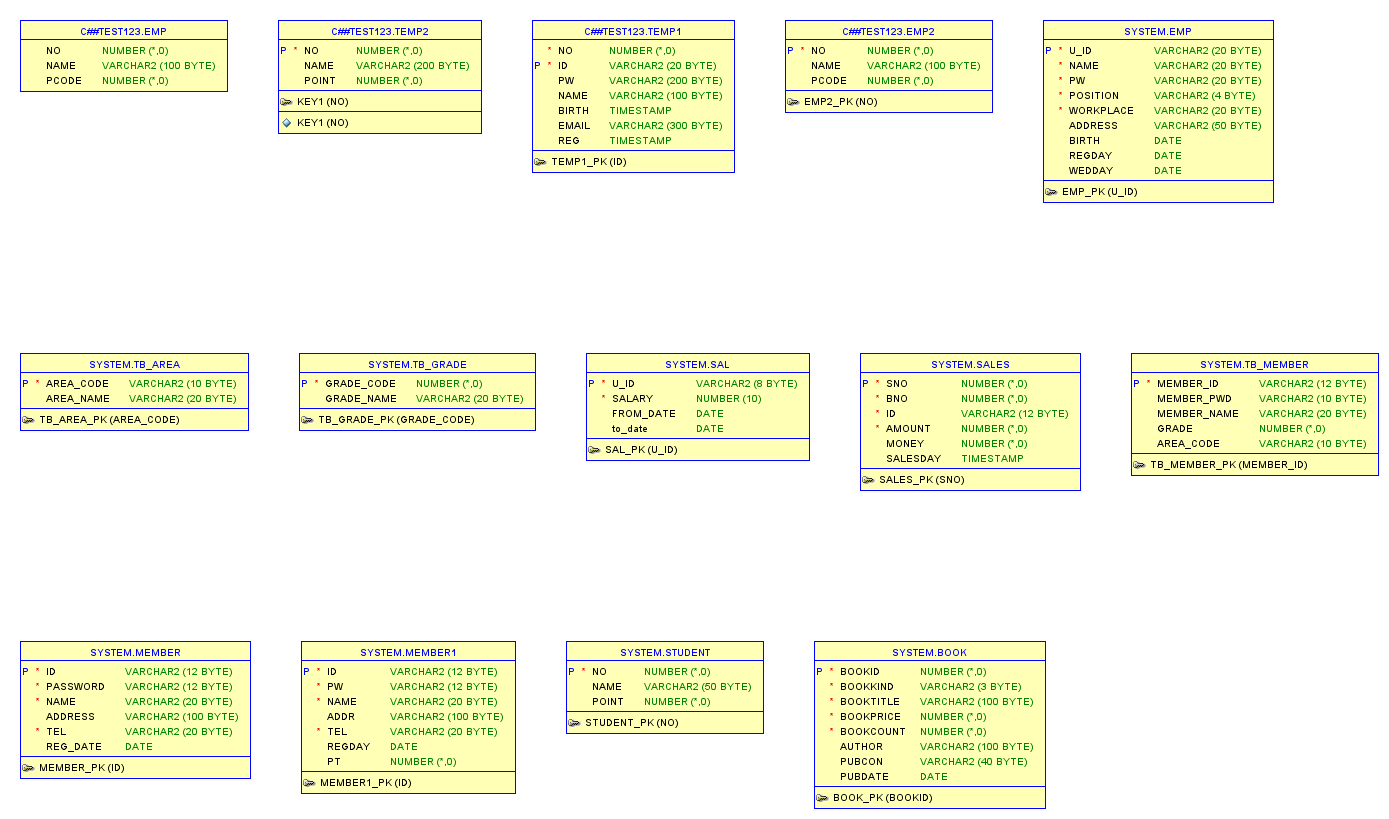 C##TEST123.EMP
NO NUMBER (*,0)
NAME VARCHAR2 (100 BYTE)
PCODE NUMBER (*,0)
C##TEST123.TEMP2
P * NO NUMBER (*,0)
NAME VARCHAR2 (200 BYTE)
POINT NUMBER (*,0)
KEY1 (NO)
KEY1 (NO)
C##TEST123.TEMP1
* NO NUMBER (*,0)
P * ID VARCHAR2 (20 BYTE)
PW VARCHAR2 (200 BYTE)
NAME VARCHAR2 (100 BYTE)
BIRTH TIMESTAMP
EMAIL VARCHAR2 (300 BYTE)
REG TIMESTAMP
TEMP1_PK (ID)
C##TEST123.EMP2
P * NO NUMBER (*,0)
NAME VARCHAR2 (100 BYTE)
PCODE NUMBER (*,0)
EMP2_PK (NO)
SYSTEM.EMP
P * U_ID VARCHAR2 (20 BYTE)
* NAME VARCHAR2 (20 BYTE)
* PW VARCHAR2 (20 BYTE)
* POSITION VARCHAR2 (4 BYTE)
* WORKPLACE VARCHAR2 (20 BYTE)
ADDRESS VARCHAR2 (50 BYTE)
BIRTH DATE
REGDAY DATE
WEDDAY DATE
EMP_PK (U_ID)
SYSTEM.TB_AREA
P * AREA_CODE VARCHAR2 (10 BYTE)
AREA_NAME VARCHAR2 (20 BYTE)
TB_AREA_PK (AREA_CODE)
SYSTEM.TB_GRADE
P * GRADE_CODE NUMBER (*,0)
GRADE_NAME VARCHAR2 (20 BYTE)
TB_GRADE_PK (GRADE_CODE)
SYSTEM.SAL
P * U_ID VARCHAR2 (8 BYTE)
* SALARY NUMBER (10)
FROM_DATE DATE
to_date DATE
SAL_PK (U_ID)
SYSTEM.SALES
P * SNO NUMBER (*,0)
* BNO NUMBER (*,0)
* ID VARCHAR2 (12 BYTE)
* AMOUNT NUMBER (*,0)
MONEY NUMBER (*,0)
SALESDAY TIMESTAMP
SALES_PK (SNO)
SYSTEM.TB_MEMBER
P * MEMBER_ID VARCHAR2 (12 BYTE)
MEMBER_PWD VARCHAR2 (10 BYTE)
MEMBER_NAME VARCHAR2 (20 BYTE)
GRADE NUMBER (*,0)
AREA_CODE VARCHAR2 (10 BYTE)
TB_MEMBER_PK (MEMBER_ID)
SYSTEM.MEMBER
P * ID VARCHAR2 (12 BYTE)
* PASSWORD VARCHAR2 (12 BYTE)
* NAME VARCHAR2 (20 BYTE)
ADDRESS VARCHAR2 (100 BYTE)
* TEL VARCHAR2 (20 BYTE)
REG_DATE DATE
MEMBER_PK (ID)
SYSTEM.MEMBER1
P * ID VARCHAR2 (12 BYTE)
* PW VARCHAR2 (12 BYTE)
* NAME VARCHAR2 (20 BYTE)
ADDR VARCHAR2 (100 BYTE)
* TEL VARCHAR2 (20 BYTE)
REGDAY DATE
PT NUMBER (*,0)
MEMBER1_PK (ID)
SYSTEM.STUDENT
P * NO NUMBER (*,0)
NAME VARCHAR2 (50 BYTE)
POINT NUMBER (*,0)
STUDENT_PK (NO)
SYSTEM.BOOK
P * BOOKID NUMBER (*,0)
* BOOKKIND VARCHAR2 (3 BYTE)
* BOOKTITLE VARCHAR2 (100 BYTE)
* BOOKPRICE NUMBER (*,0)
* BOOKCOUNT NUMBER (*,0)
AUTHOR VARCHAR2 (100 BYTE)
PUBCON VARCHAR2 (40 BYTE)
PUBDATE DATE
BOOK_PK (BOOKID)